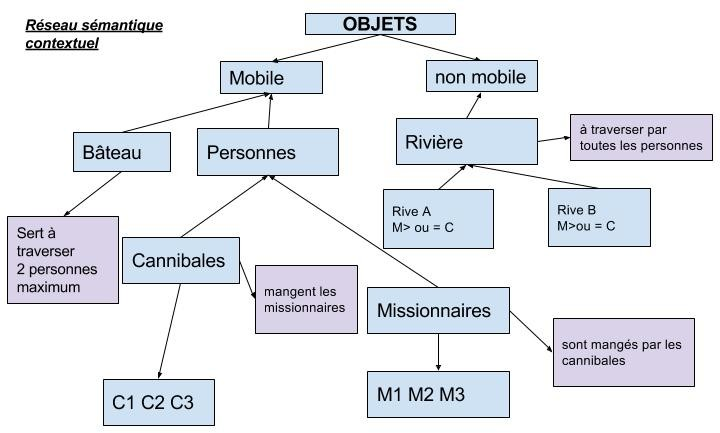 Réseau sémantique
contextuel
OBJETS
Mobile
non mobile
Bâteau
Personnes
Rivière
à traverser par
toutes les personnes
Rive A
M> ou = C
Rive B
M>ou = C
Sert à
traverser
2 personnes
maximum
Cannibales
mangent les
missionnaires
Missionnaires
sont mangés par les
cannibales
C1 C2 C3
M1 M2 M3